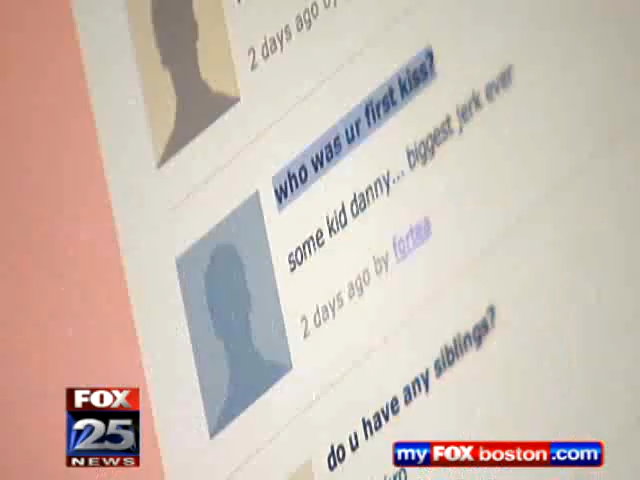 2 days ago by
who was ur first kiss?
some kid danny... biggest jerk ever
2 days ago by fortea
do u have any siblings?
FOX
25
NEWS
myFOXboston.com